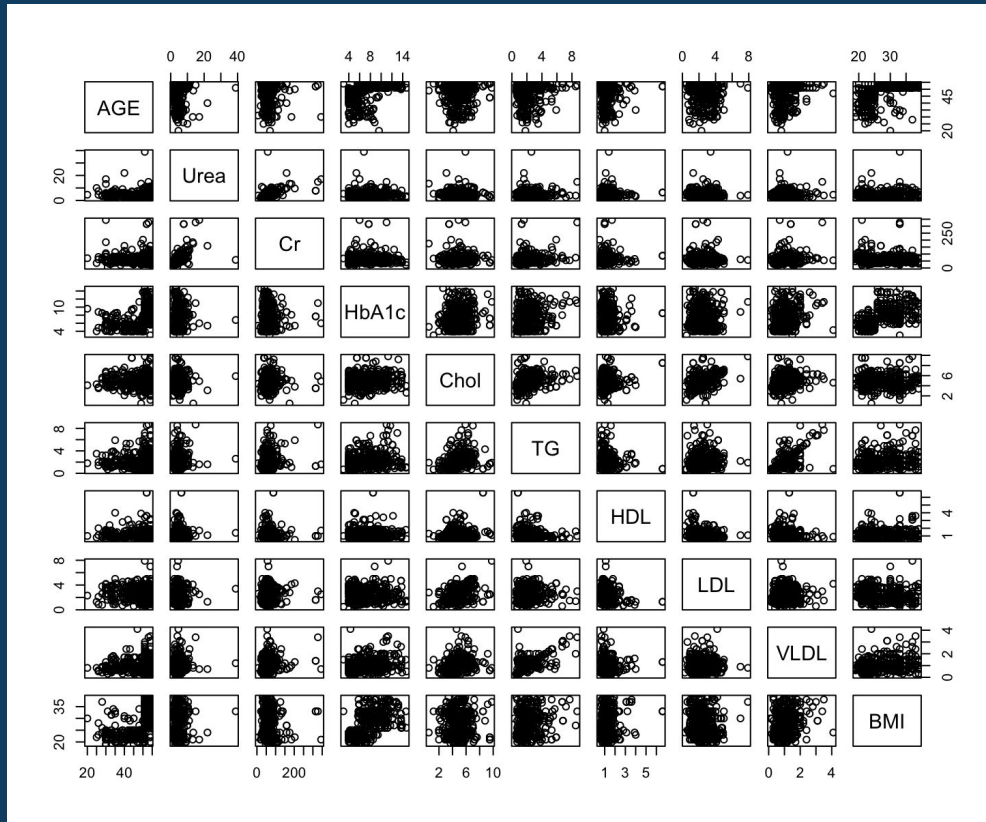 0 20 40 4 8 14 0 4 8 0 4 8 20 30
AGE 20 45
0 20 Urea
Cr 0 250
4 10 HbA1c
Chol 2 6
0 4 8 TG
HDL 1 4
0 4 8 LDL
VLDL 0 2 4
20 35 BMI
20 40 0 200 2 6 10 1 3 5 0 2 4